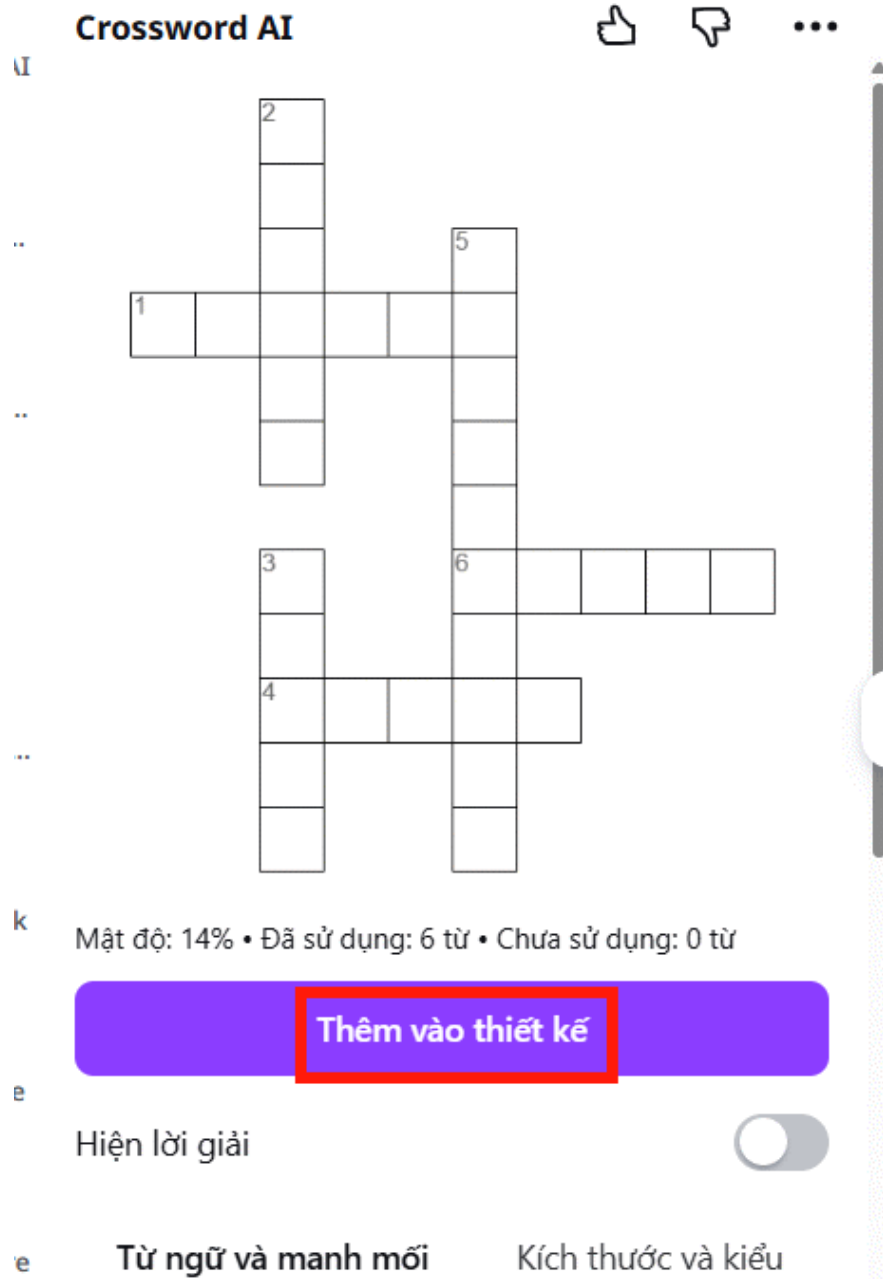 Crossword AI
AI
2
..
5
1
..
3
6
..
4
k
Mật độ: 14% • Đã sử dụng: 6 từ • Chưa sử dụng: 0 từ
Thêm vào thiết kế
e
Hiện lời giải
Từ ngữ và manh mối Kích thước và kiểu
e